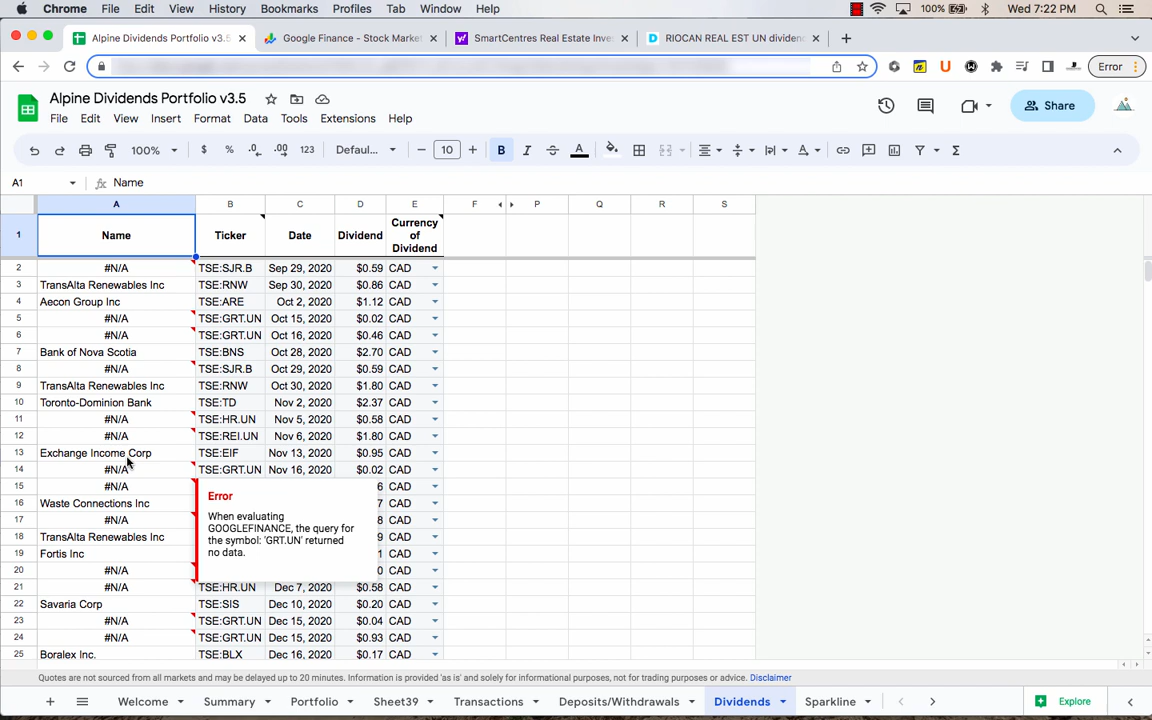 Chrome File Edit View History Bookmarks Profiles Tab Window Help 100% Wed 7:22 PM
Alpine Dividends Portfolio v3.5 Google Finance - Stock Market SmartCentres Real Estate Inves RIOCAN REAL EST UN dividen
Error
Alpine Dividends Portfolio v3.5
File Edit View Insert Format Data Tools Extensions Help
Share
100% $ % .0 .00 123 Defaul... 10 B I A
A1 fx Name
A B C D E F P Q R S
1 Name Ticker Date Dividend Currency of Dividend
2 #N/A TSE:SJR.B Sep 29, 2020 $0.59 CAD
3 TransAlta Renewables Inc TSE:RNW Sep 30, 2020 $0.86 CAD
4 Aecon Group Inc TSE:ARE Oct 2, 2020 $1.12 CAD
5 #N/A TSE:GRT.UN Oct 15, 2020 $0.02 CAD
6 #N/A TSE:GRT.UN Oct 16, 2020 $0.46 CAD
7 Bank of Nova Scotia TSE:BNS Oct 28, 2020 $2.70 CAD
8 #N/A TSE:SJR.B Oct 29, 2020 $0.59 CAD
9 TransAlta Renewables Inc TSE:RNW Oct 30, 2020 $1.80 CAD
10 Toronto-Dominion Bank TSE:TD Nov 2, 2020 $2.37 CAD
11 #N/A TSE:HR.UN Nov 5, 2020 $0.58 CAD
12 #N/A TSE:REI.UN Nov 6, 2020 $1.80 CAD
13 Exchange Income Corp TSE:EIF Nov 13, 2020 $0.95 CAD
14 #N/A TSE:GRT.UN Nov 16, 2020 $0.02 CAD
15 #N/A 6 CAD
16 Waste Connections Inc 7 CAD
17 #N/A 8 CAD
18 TransAlta Renewables Inc 9 CAD
19 Fortis Inc 1 CAD
20 #N/A 0 CAD
Error
When evaluating
GOOGLEFINANCE, the query for
the symbol: 'GRT.UN' returned
no data.
21 #N/A TSE:HR.UN Dec 7, 2020 $0.58 CAD
22 Savaria Corp TSE:SIS Dec 10, 2020 $0.20 CAD
23 #N/A TSE:GRT.UN Dec 15, 2020 $0.04 CAD
24 #N/A TSE:GRT.UN Dec 15, 2020 $0.93 CAD
25 Boralex Inc. TSE:BLX Dec 16, 2020 $0.17 CAD
Quotes are not sourced from all markets and may be delayed up to 20 minutes. Information is provided 'as is' and solely for informational purposes, not for trading purposes or advice. Disclaimer
Welcome Summary Portfolio Sheet39 Transactions Deposits/Withdrawals Dividends Sparkline Explore